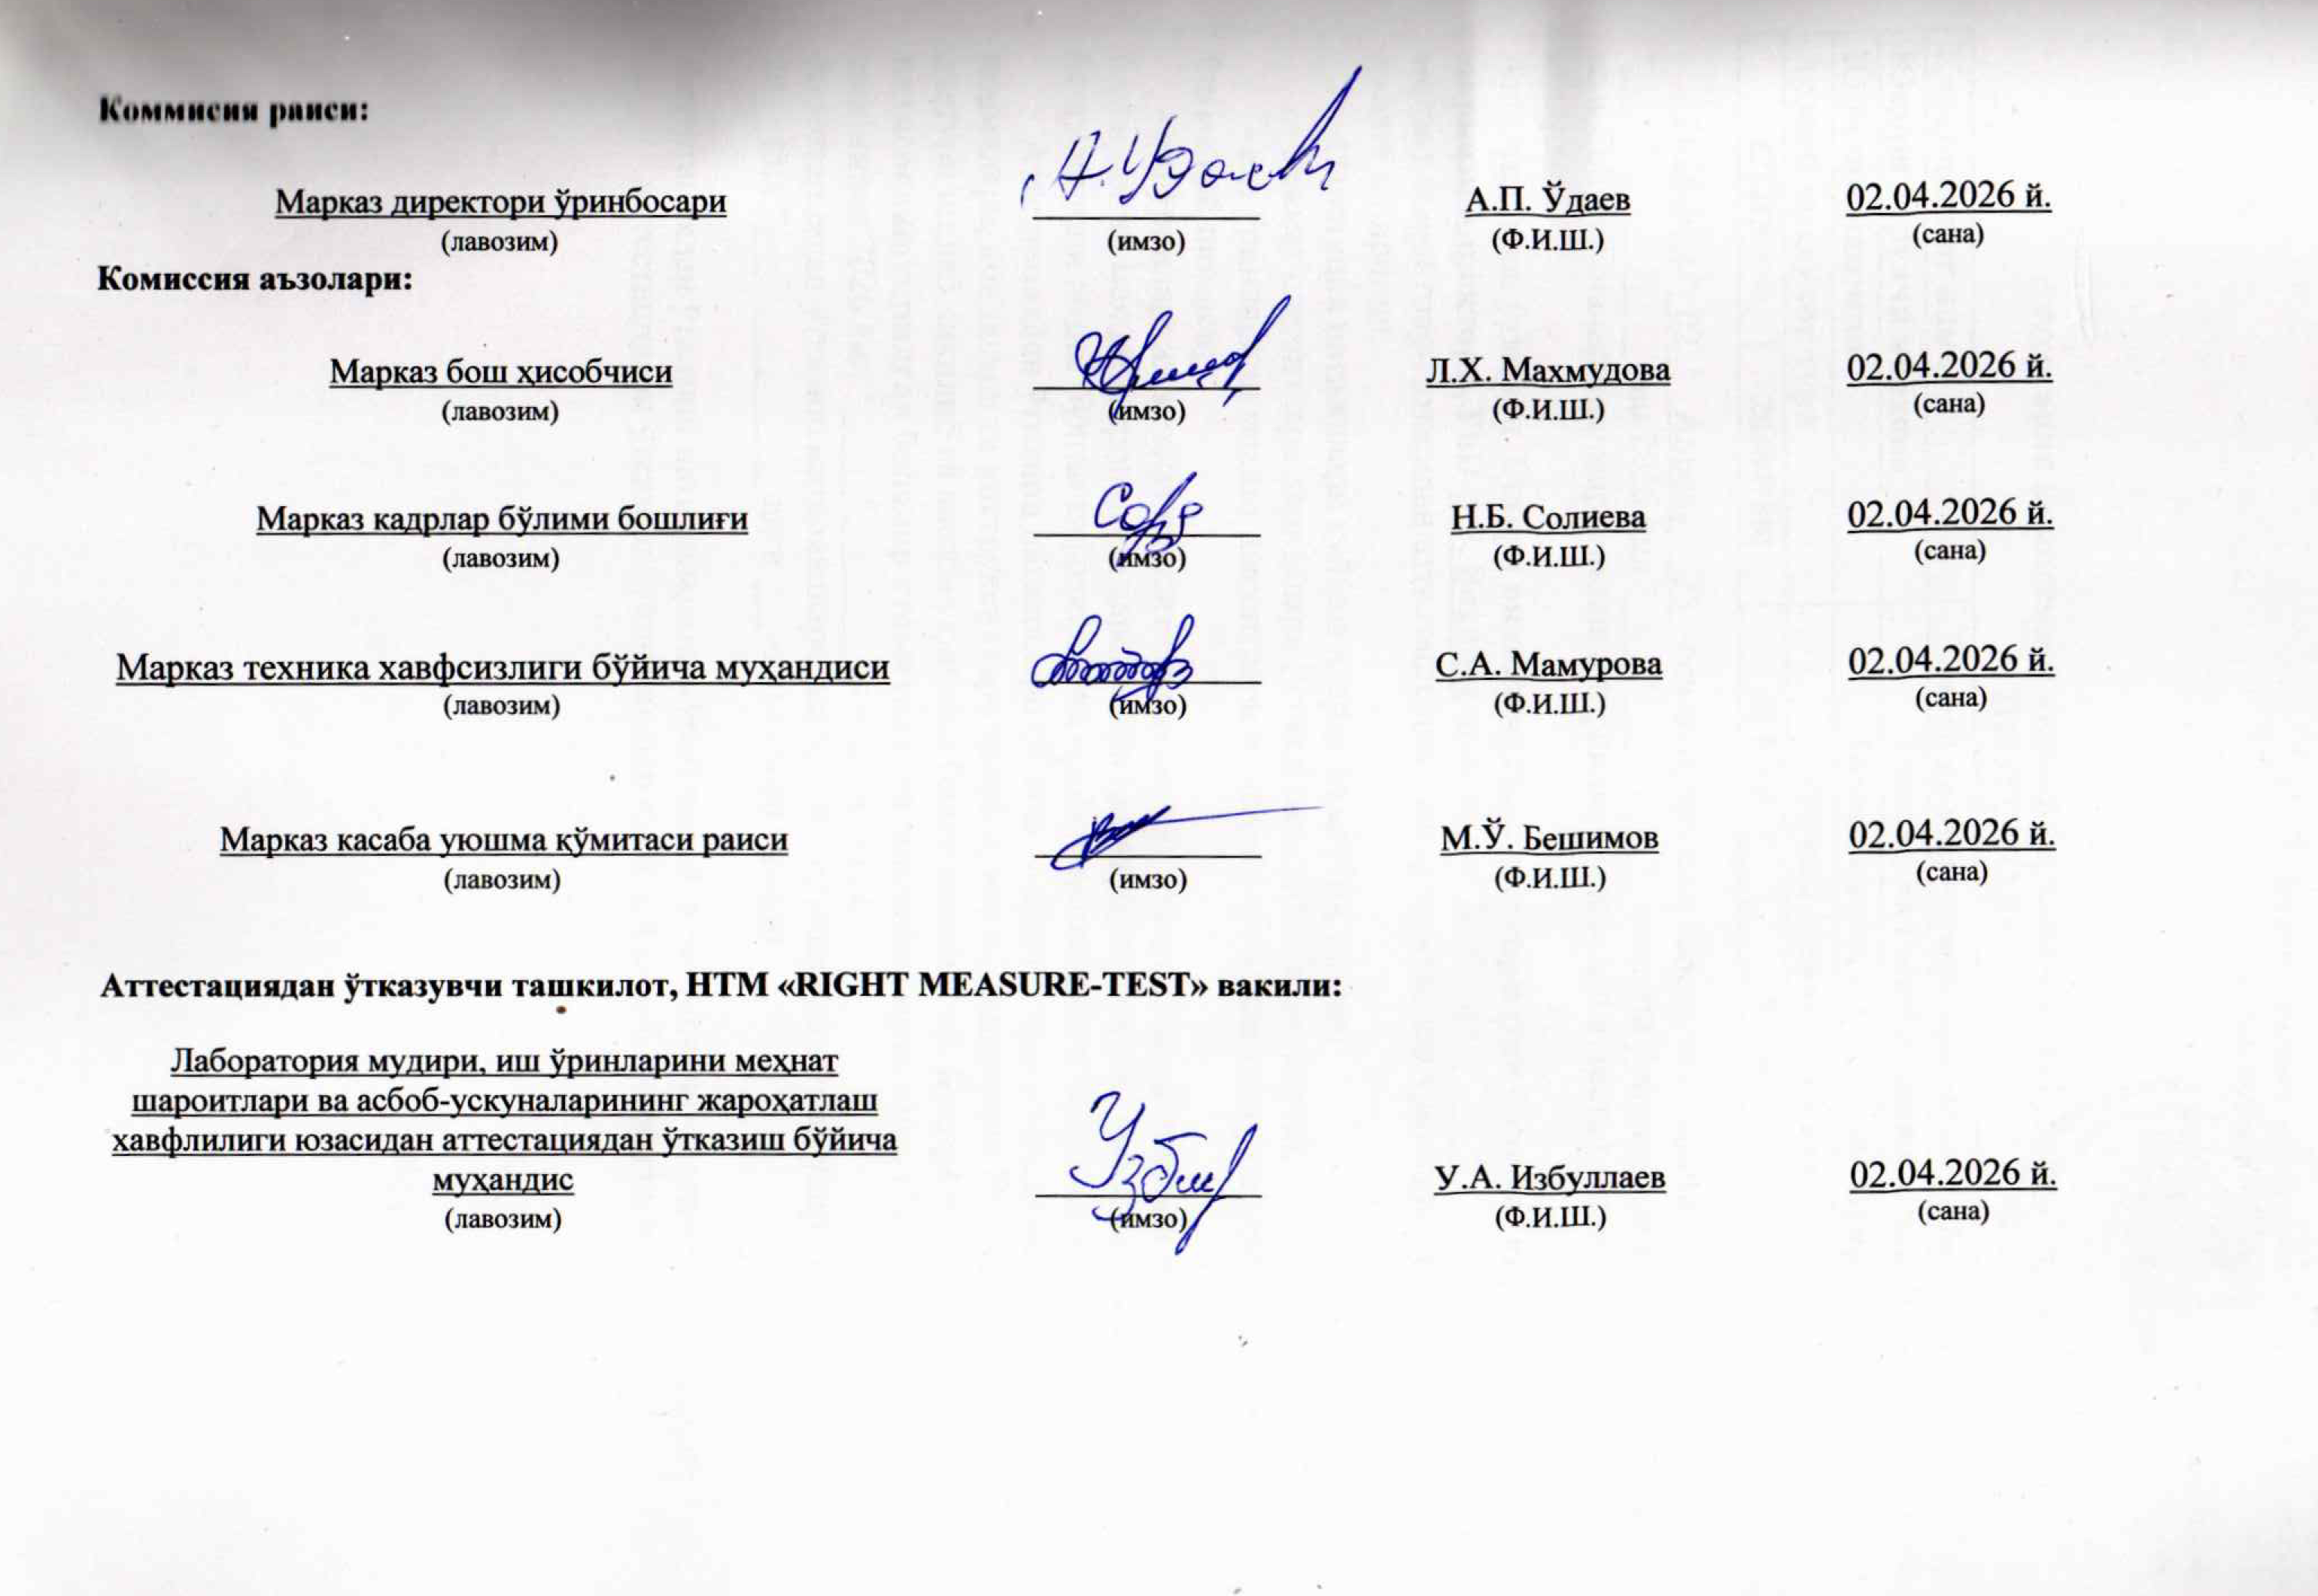 Коммисия раиси:
Марказ директори ўринбосари А.П. Ўдаев 02.04.2026 й.
(лавозим) (имзо) (Ф.И.Ш.) (сана)
Комиссия аъзолари:
Марказ бош ҳисобчиси Л.Х. Махмудова 02.04.2026 й.
(лавозим) (имзо) (Ф.И.Ш.) (сана)
Марказ кадрлар бўлими бошлиғи Н.Б. Солиева 02.04.2026 й.
(лавозим) (имзо) (Ф.И.Ш.) (сана)
Марказ техника хавфсизлиги бўйича муҳандиси С.А. Мамурова 02.04.2026 й.
(лавозим) (имзо) (Ф.И.Ш.) (сана)
Марказ касаба уюшма қўмитаси раиси М.Ў. Бешимов 02.04.2026 й.
(лавозим) (имзо) (Ф.И.Ш.) (сана)
Аттестациядан ўтказувчи ташкилот, НТМ «RIGHT MEASURE-TEST» вакили:
Лаборатория мудири, иш ўринларини меҳнат
шароитлари ва асбоб-ускуналарининг жароҳатлаш
хавфлилиги юзасидан аттестациядан ўтказиш бўйича
муҳандис У.А. Избуллаев 02.04.2026 й.
(лавозим) (имзо) (Ф.И.Ш.) (сана)